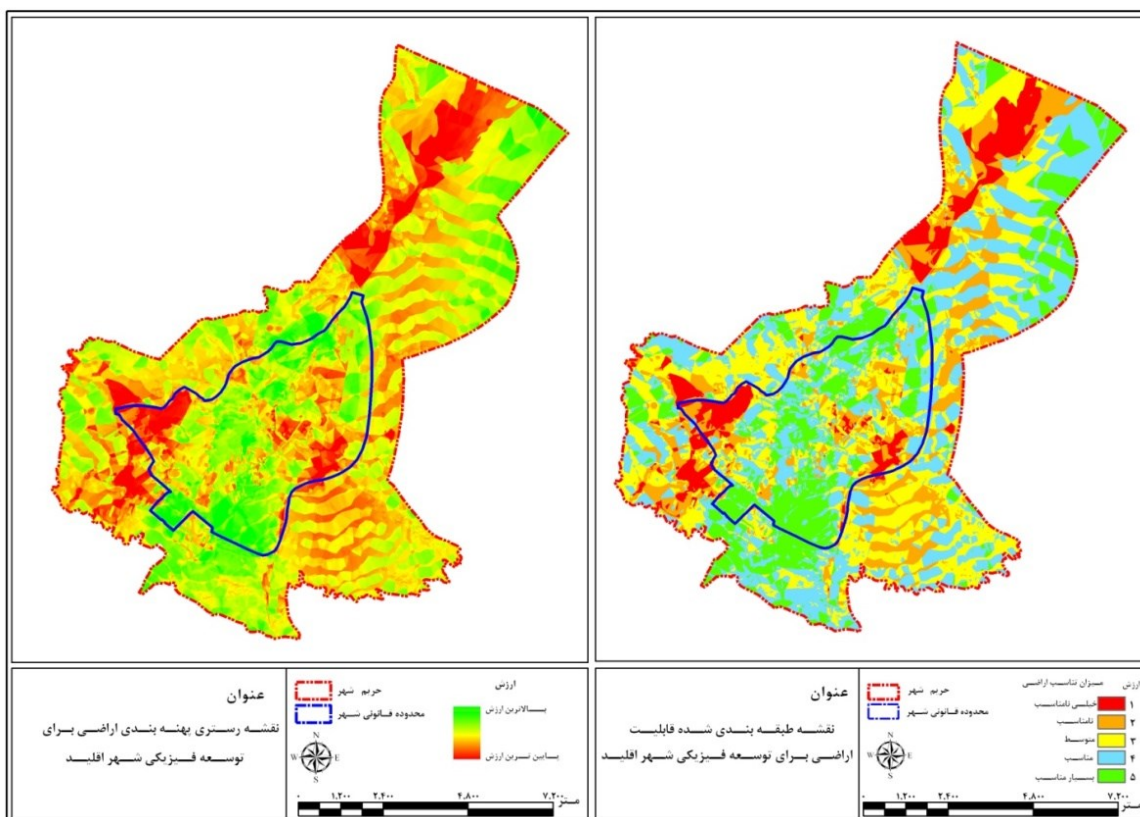 عنوان
نقشه رستری پهنه بندی اراضی برای
توسعه فیزیکی شهر اقلید
حریم شهر
محدوده قانونی شهر
N
W E
S
ارزش
بالاترین ارزش
پایین ترین ارزش
۰ ۱،۲۰۰ ۲،۴۰۰ ۴،۸۰۰ ۷،۲۰۰
متر
عنوان
نقشه طبقه بندی شده قابلیت
اراضی برای توسعه فیزیکی شهر اقلید
حریم شهر
محدوده قانونی شهر
N
W E
S
ارزش میزان تناسب اراضی
۱ خیلی نامناسب
۲ نامناسب
۳ متوسط
۴ مناسب
۵ بسیار مناسب
۰ ۱،۲۰۰ ۲،۴۰۰ ۴،۸۰۰ ۷،۲۰۰
متر